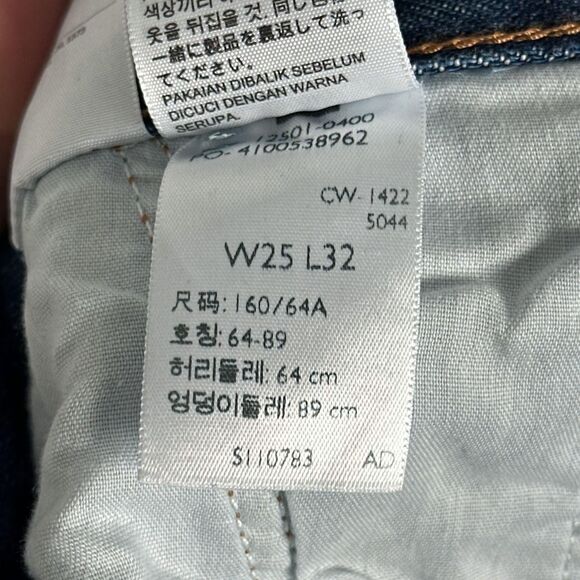 색상끼리
옷을 뒤집을 것. 同じ
一緒に製品を裏返して洗っ
てください。
PAKAIAN DIBALIK SEBELUM
DICUCI DENGAN WARNA
SERUPA.
12501-0400
PO- 4100538962
CW- 1422
5044
W25 L32
尺码: 160/64A
호칭: 64-89
허리둘레: 64 cm
엉덩이둘레: 89 cm
S110783 AD